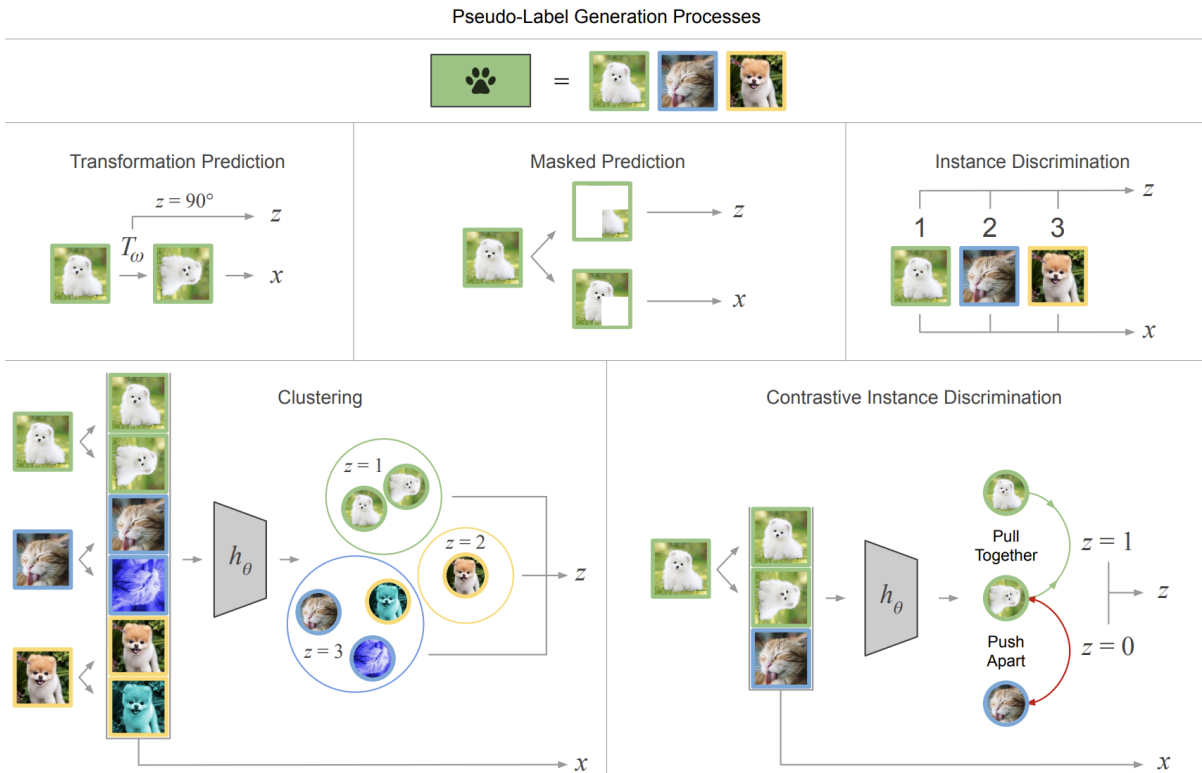 Pseudo-Label Generation Processes
=
Transformation Prediction
z = 90°
z
T_ω
x
Masked Prediction
z
x
Instance Discrimination
z
1 2 3
x
Clustering
z = 1
z = 2
h_θ
z
z = 3
x
Contrastive Instance Discrimination
Pull
Together
z = 1
h_θ
z
Push
Apart
z = 0
x